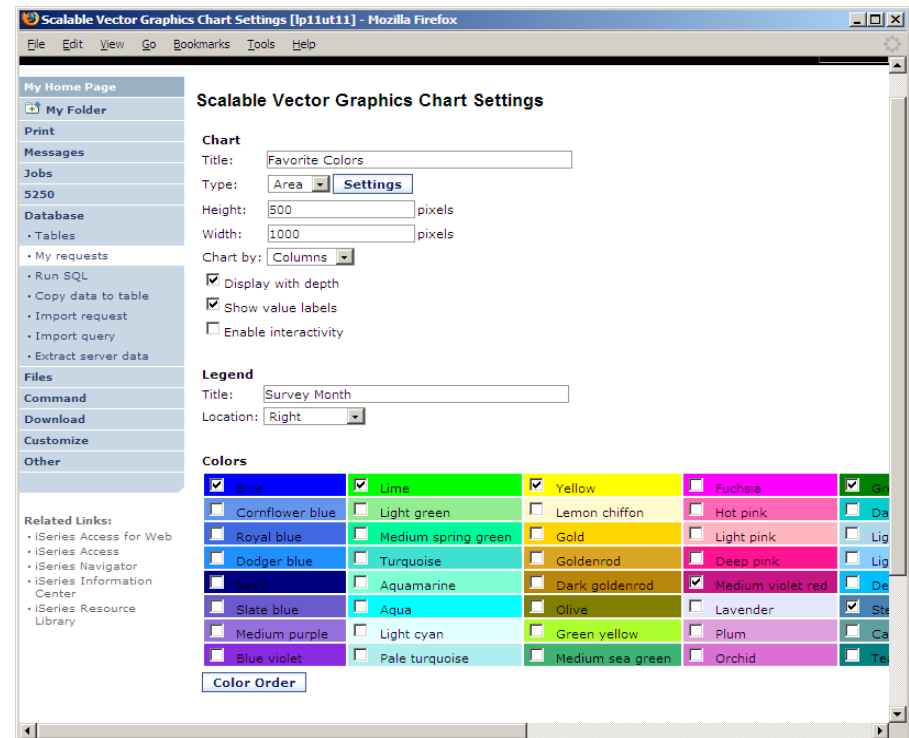 Scalable Vector Graphics Chart Settings [lp11ut11] - Mozilla Firefox
File Edit View Go Bookmarks Tools Help
My Home Page
My Folder
Print
Messages
Jobs
5250
Database
• Tables
• My requests
• Run SQL
• Copy data to table
• Import request
• Import query
• Extract server data
Files
Command
Download
Customize
Other
Related Links:
• iSeries Access for Web
• iSeries Access
• iSeries Navigator
• iSeries Information
Center
• iSeries Resource
Library
Scalable Vector Graphics Chart Settings
Chart
Title: Favorite Colors
Type: Area Settings
Height: 500 pixels
Width: 1000 pixels
Chart by: Columns
Display with depth
Show value labels
Enable interactivity
Legend
Title: Survey Month
Location: Right
Colors
Blue Lime Yellow Fuchsia Gr
Cornflower blue Light green Lemon chiffon Hot pink Da
Royal blue Medium spring green Gold Light pink Lig
Dodger blue Turquoise Goldenrod Deep pink Lig
Navy Aquamarine Dark goldenrod Medium violet red De
Slate blue Aqua Olive Lavender Ste
Medium purple Light cyan Green yellow Plum Ca
Blue violet Pale turquoise Medium sea green Orchid Te
Color Order